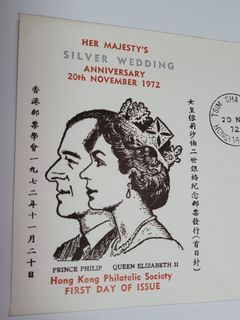 HER MAJESTY'S
SILVER WEDDING
ANNIVERSARY
20th NOVEMBER 1972
香港郵票學會一九七二年十一月二十日
女皇依莉沙伯二世銀婚紀念郵票發行(首日封)
TSIM SHA
20 NO
72
HONG
PRINCE PHILIP QUEEN ELIZABETH II
Hong Kong Philatelic Society
FIRST DAY OF ISSUE